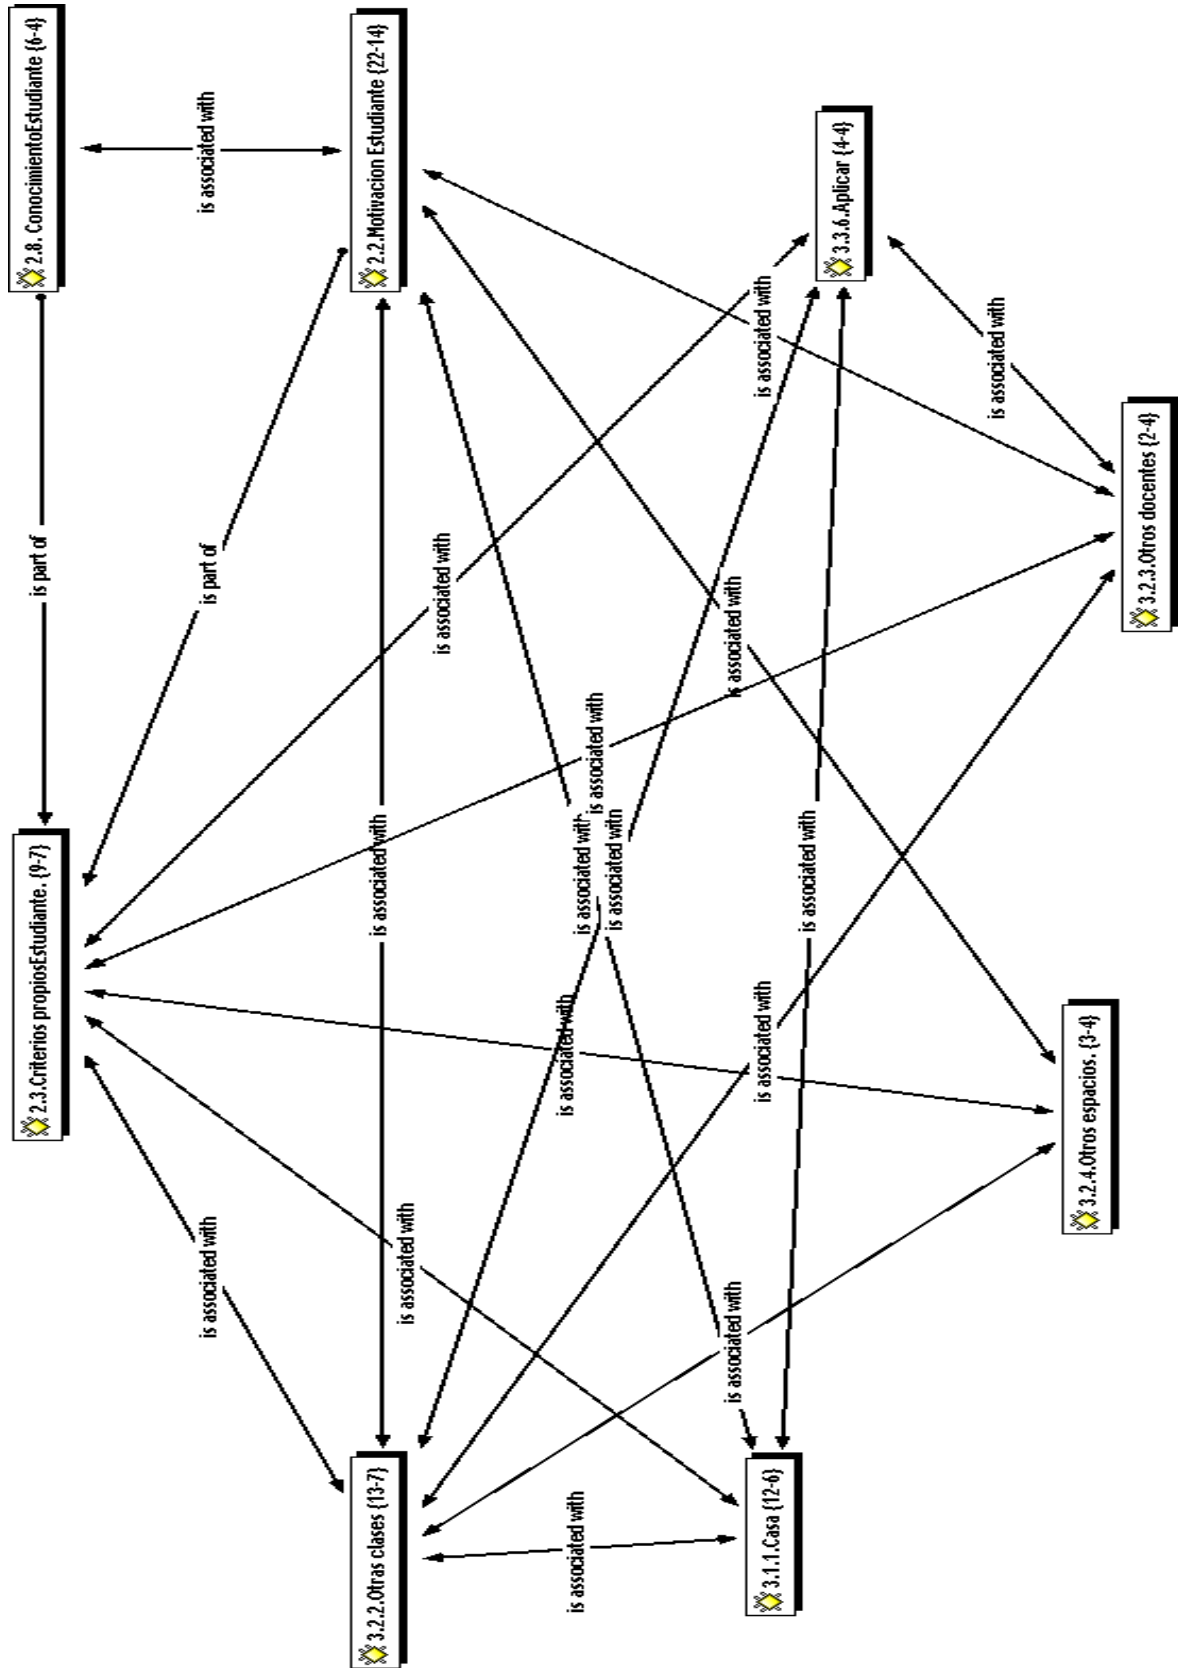 2.3.Criterios propiosEstudiante. {9-7}
is part of
2.8. ConocimientoEstudiante {6-4}
is associated with
is part of
is associated with
3.2.2.Otras clases {13-7}
is associated with
is associated with
2.2.Motivacion Estudiante {22-14}
is associated with
is associated with
is associated with
is associated with
is associated with
is associated with
is associated with
is associated with
is associated with
is associated with
3.1.1.Casa {12-6}
is associated with
3.3.6.Aplicar {4-4}
is associated with
3.2.4.Otros espacios. {3-4}
3.2.3.Otros docentes {2-4}